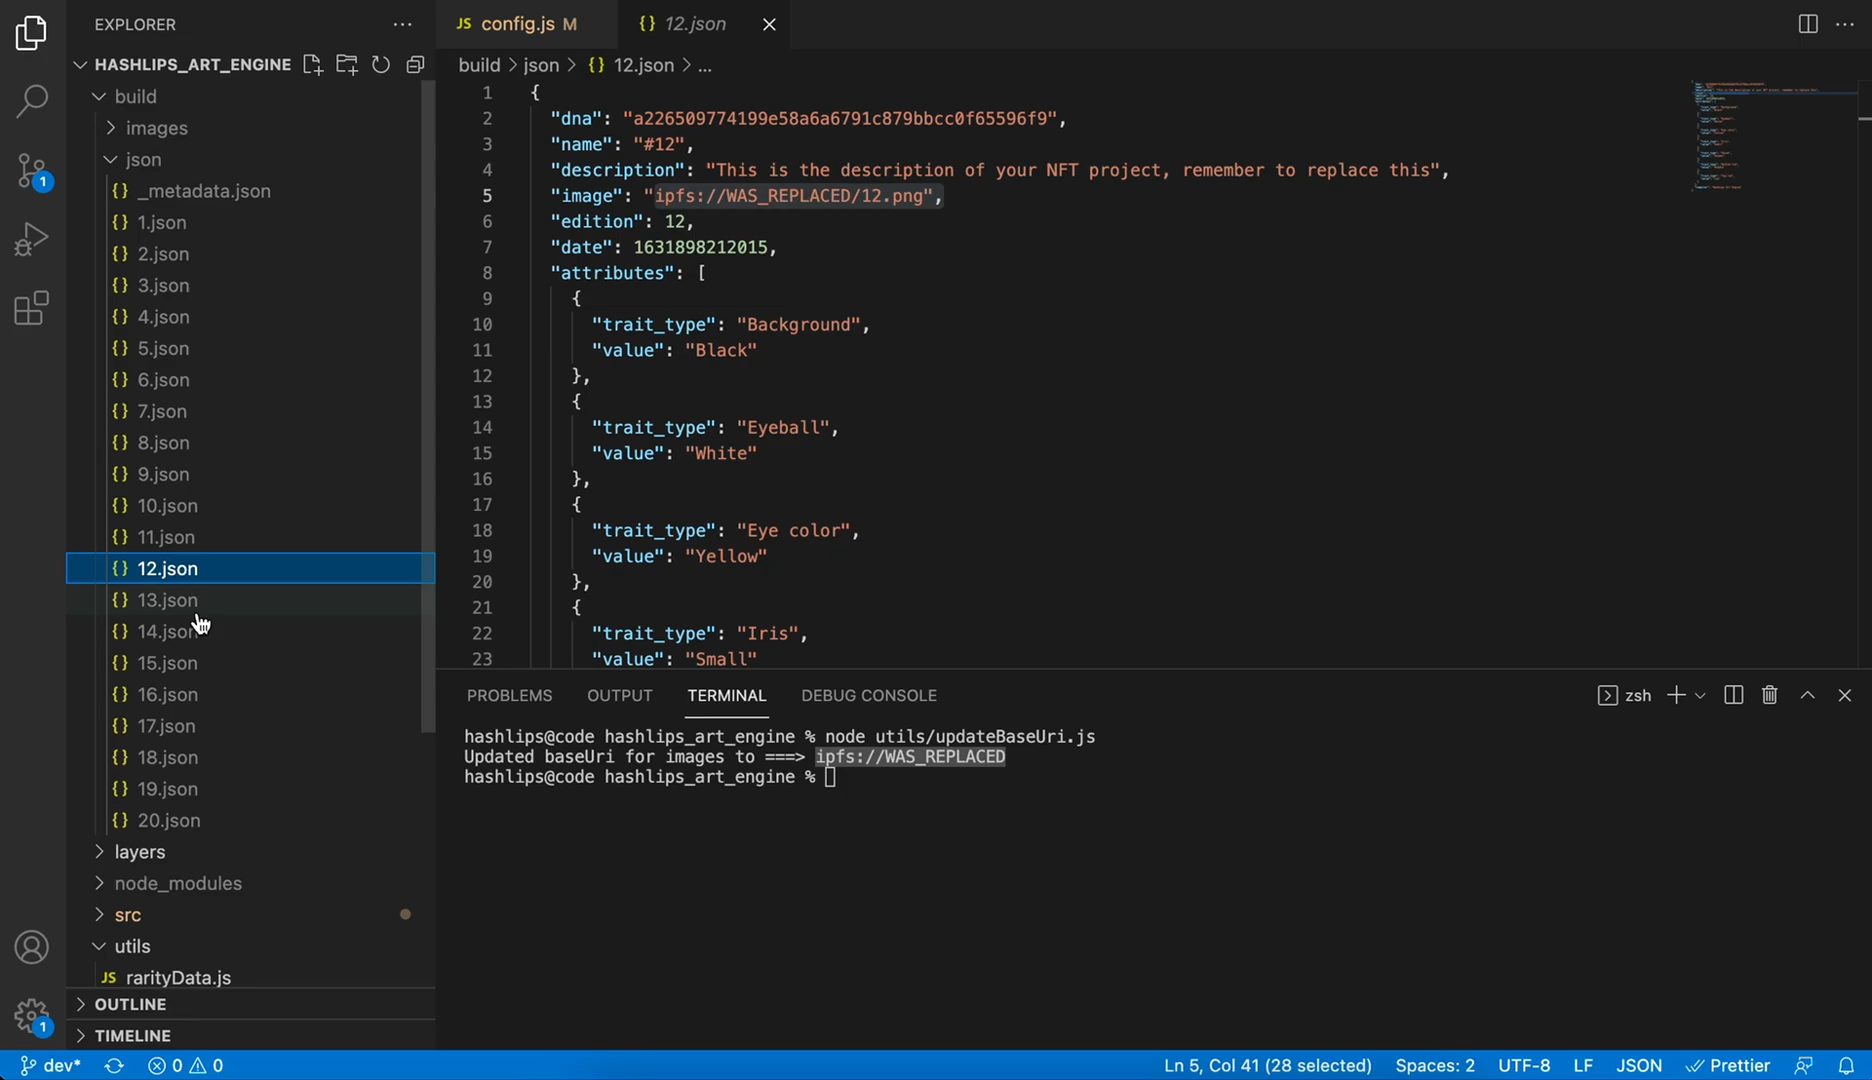 EXPLORER
HASHLIPS_ART_ENGINE
build
images
json
{} _metadata.json
{} 1.json
{} 2.json
{} 3.json
{} 4.json
{} 5.json
{} 6.json
{} 7.json
{} 8.json
{} 9.json
{} 10.json
{} 11.json
{} 12.json
{} 13.json
{} 14.json
{} 15.json
{} 16.json
{} 17.json
{} 18.json
{} 19.json
{} 20.json
layers
node_modules
src
utils
JS rarityData.js
OUTLINE
TIMELINE
1
1
JS config.js M
{} 12.json
build > json > {} 12.json > ...
1 {
2 "dna": "a226509774199e58a6a6791c879bbcc0f65596f9",
3 "name": "#12",
4 "description": "This is the description of your NFT project, remember to replace this",
5 "image": "ipfs://WAS_REPLACED/12.png",
6 "edition": 12,
7 "date": 1631898212015,
8 "attributes": [
9 {
10 "trait_type": "Background",
11 "value": "Black"
12 },
13 {
14 "trait_type": "Eyeball",
15 "value": "White"
16 },
17 {
18 "trait_type": "Eye color",
19 "value": "Yellow"
20 },
21 {
22 "trait_type": "Iris",
23 "value": "Small"
PROBLEMS OUTPUT TERMINAL DEBUG CONSOLE
zsh
hashlips@code hashlips_art_engine % node utils/updateBaseUri.js
Updated baseUri for images to ===> ipfs://WAS_REPLACED
hashlips@code hashlips_art_engine %
dev* 0 0
Ln 5, Col 41 (28 selected) Spaces: 2 UTF-8 LF JSON Prettier